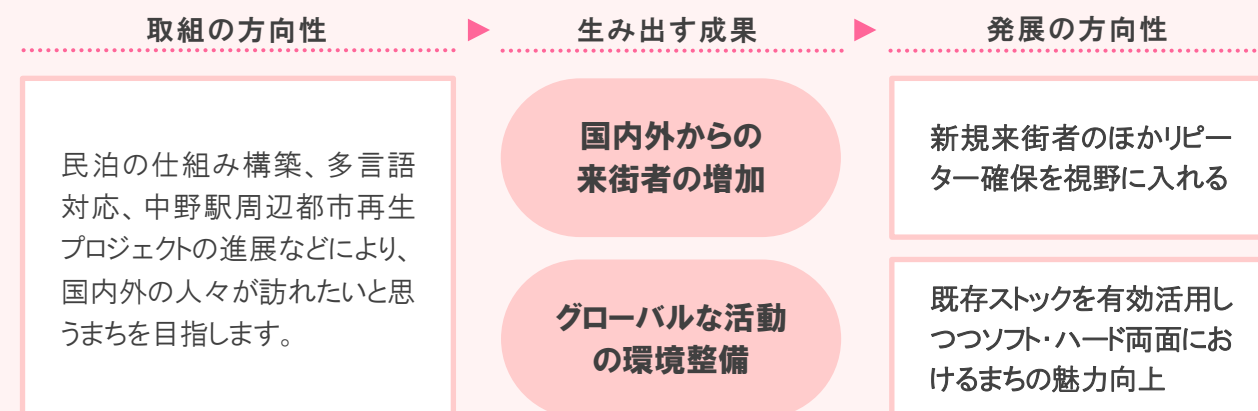 取組の方向性
▶
生み出す成果
▶
発展の方向性
民泊の仕組み構築、多言語
対応、中野駅周辺都市再生
プロジェクトの進展などにより、
国内外の人々が訪れたいと思
うまちを目指します。
国内外からの
来街者の増加
グローバルな活動
の環境整備
新規来街者のほかリピー
ター確保を視野に入れる
既存ストックを有効活用し
つつソフト・ハード両面にお
けるまちの魅力向上